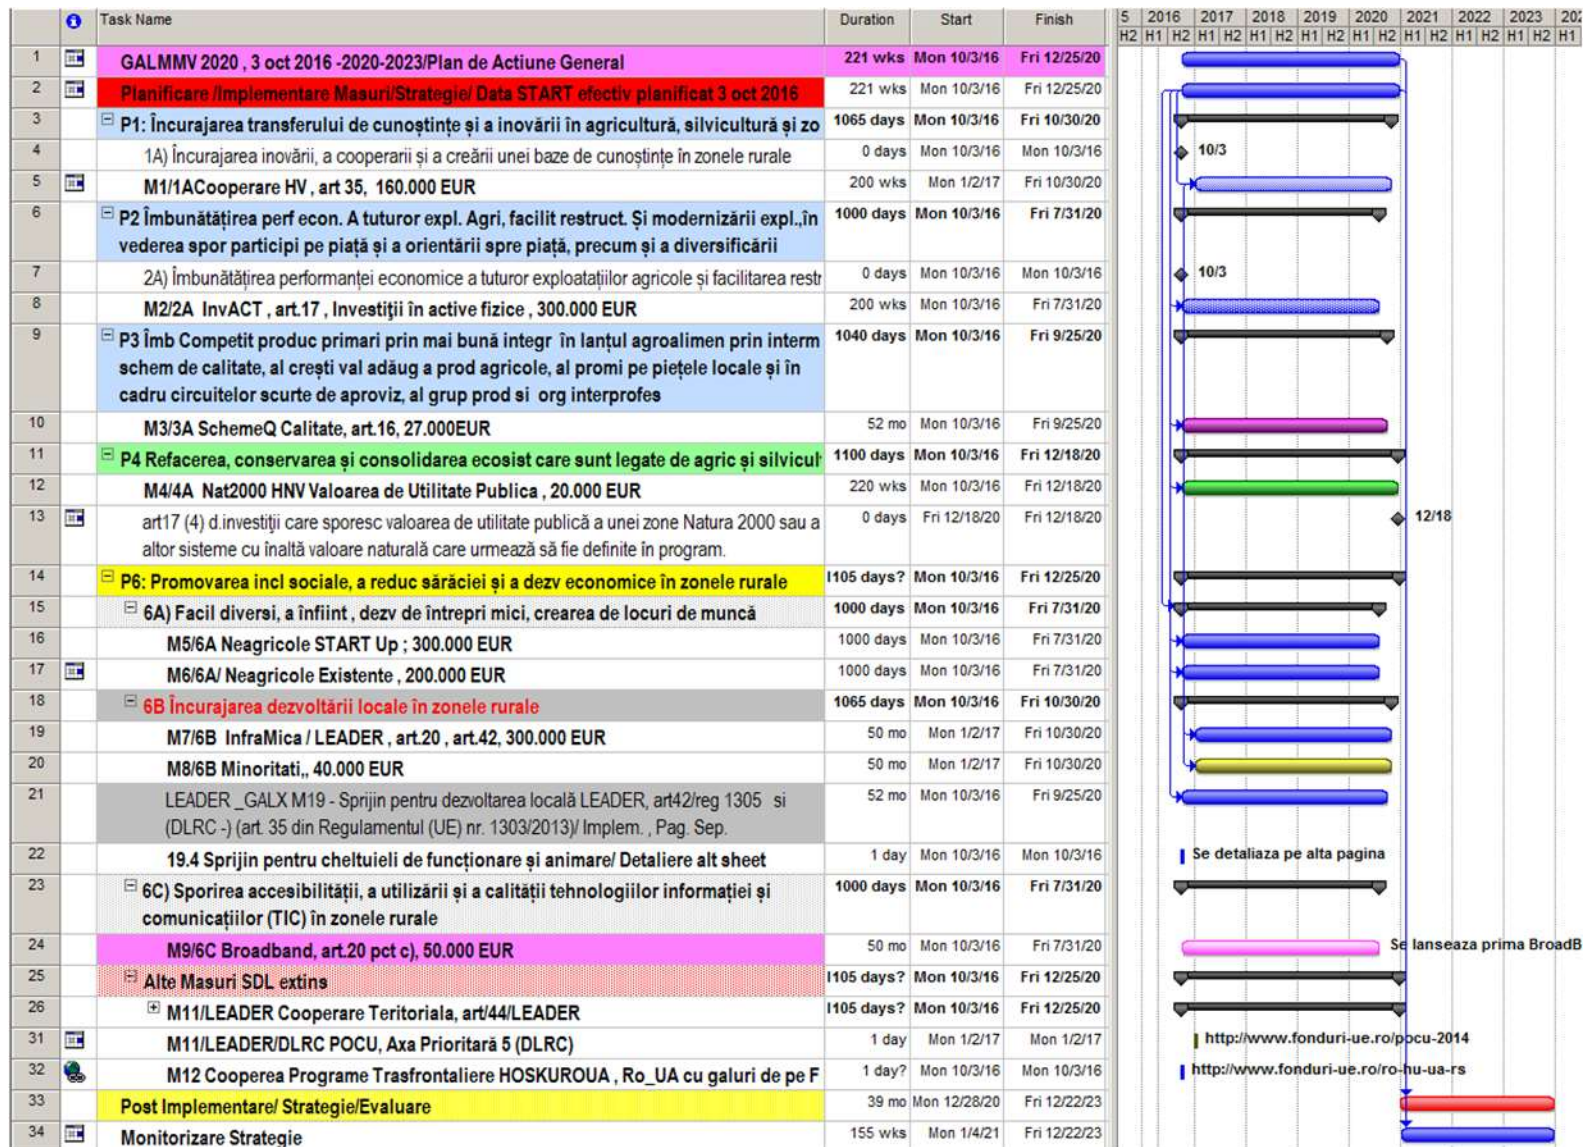 Task Name Duration Start Finish 5 2016 2017 2018 2019 2020 2021 2022 2023 202
H2 H1 H2 H1 H2 H1 H2 H1 H2 H1 H2 H1 H2 H1 H2 H1 H2 H1
1 GALMMV 2020 , 3 oct 2016 -2020-2023/Plan de Actiune General 221 wks Mon 10/3/16 Fri 12/25/20
2 Planificare /Implementare Masuri/Strategie/ Data START efectiv planificat 3 oct 2016 221 wks Mon 10/3/16 Fri 12/25/20
3 P1: Încurajarea transferului de cunoștințe și a inovării în agricultură, silvicultură și zo 1065 days Mon 10/3/16 Fri 10/30/20
4 1A) Încurajarea inovării, a cooperarii și a creării unei baze de cunoștințe în zonele rurale 0 days Mon 10/3/16 Mon 10/3/16 10/3
5 M1/1ACooperare HV, art 35, 160.000 EUR 200 wks Mon 1/2/17 Fri 10/30/20
6 P2 Îmbunătățirea perf econ. A tuturor expl. Agri, facilit restruct. Și modernizării expl.,în 1000 days Mon 10/3/16 Fri 7/31/20
vederea spor participi pe piață și a orientării spre piață, precum și a diversificării
7 2A) Îmbunătățirea performanței economice a tuturor exploatațiilor agricole și facilitarea restr 0 days Mon 10/3/16 Mon 10/3/16 10/3
8 M2/2A InvACT , art.17 , Investiţii în active fizice , 300.000 EUR 200 wks Mon 10/3/16 Fri 7/31/20
9 P3 Îmb Competit produc primari prin mai bună integr în lanțul agroalimen prin interm 1040 days Mon 10/3/16 Fri 9/25/20
schem de calitate, al crești val adăug a prod agricole, al promi pe piețele locale și în
cadru circuitelor scurte de aproviz, al grup prod si org interprofes
10 M3/3A SchemeQ Calitate, art.16, 27.000EUR 52 mo Mon 10/3/16 Fri 9/25/20
11 P4 Refacerea, conservarea și consolidarea ecosist care sunt legate de agric și silvicul 1100 days Mon 10/3/16 Fri 12/18/20
12 M4/4A Nat2000 HNV Valoarea de Utilitate Publica , 20.000 EUR 220 wks Mon 10/3/16 Fri 12/18/20
13 art17 (4) d.investiții care sporesc valoarea de utilitate publică a unei zone Natura 2000 sau a 0 days Fri 12/18/20 Fri 12/18/20 12/18
altor sisteme cu înaltă valoare naturală care urmează să fie definite în program.
14 P6: Promovarea incl sociale, a reduc sărăciei și a dezv economice în zonele rurale 1105 days? Mon 10/3/16 Fri 12/25/20
15 6A) Facil diversi, a înfiint , dezv de întrepri mici, crearea de locuri de muncă 1000 days Mon 10/3/16 Fri 7/31/20
16 M5/6A Neagricole START Up ; 300.000 EUR 1000 days Mon 10/3/16 Fri 7/31/20
17 M6/6A/ Neagricole Existente , 200.000 EUR 1000 days Mon 10/3/16 Fri 7/31/20
18 6B Încurajarea dezvoltării locale în zonele rurale 1065 days Mon 10/3/16 Fri 10/30/20
19 M7/6B InfraMica / LEADER , art.20 , art.42, 300.000 EUR 50 mo Mon 1/2/17 Fri 10/30/20
20 M8/6B Minoritati,, 40.000 EUR 50 mo Mon 1/2/17 Fri 10/30/20
21 LEADER _GALX M19 - Sprijin pentru dezvoltarea locală LEADER, art42/reg 1305 si 52 mo Mon 10/3/16 Fri 9/25/20
(DLRC -) (art. 35 din Regulamentul (UE) nr. 1303/2013)/ Implem. , Pag. Sep.
22 19.4 Sprijin pentru cheltuieli de funcționare și animare/ Detaliere alt sheet 1 day Mon 10/3/16 Mon 10/3/16 Se detaliaza pe alta pagina
23 6C) Sporirea accesibilității, a utilizării și a calității tehnologiilor informației și 1000 days Mon 10/3/16 Fri 7/31/20
comunicațiilor (TIC) în zonele rurale
24 M9/6C Broadband, art.20 pct c), 50.000 EUR 50 mo Mon 10/3/16 Fri 7/31/20 Se lanseaza prima BroadB
25 Alte Masuri SDL extins 1105 days? Mon 10/3/16 Fri 12/25/20
26 M11/LEADER Cooperare Teritoriala, art/44/LEADER 1105 days? Mon 10/3/16 Fri 12/25/20
31 M11/LEADER/DLRC POCU, Axa Prioritară 5 (DLRC) 1 day Mon 1/2/17 Mon 1/2/17 http://www.fonduri-ue.ro/pocu-2014
32 M12 Cooperea Programe Trasfrontaliere HOSKUROUA , Ro_UA cu galuri de pe F 1 day? Mon 10/3/16 Mon 10/3/16 http://www.fonduri-ue.ro/ro-hu-ua-rs
33 Post Implementare/ Strategie/Evaluare 39 mo Mon 12/28/20 Fri 12/22/23
34 Monitorizare Strategie 155 wks Mon 1/4/21 Fri 12/22/23